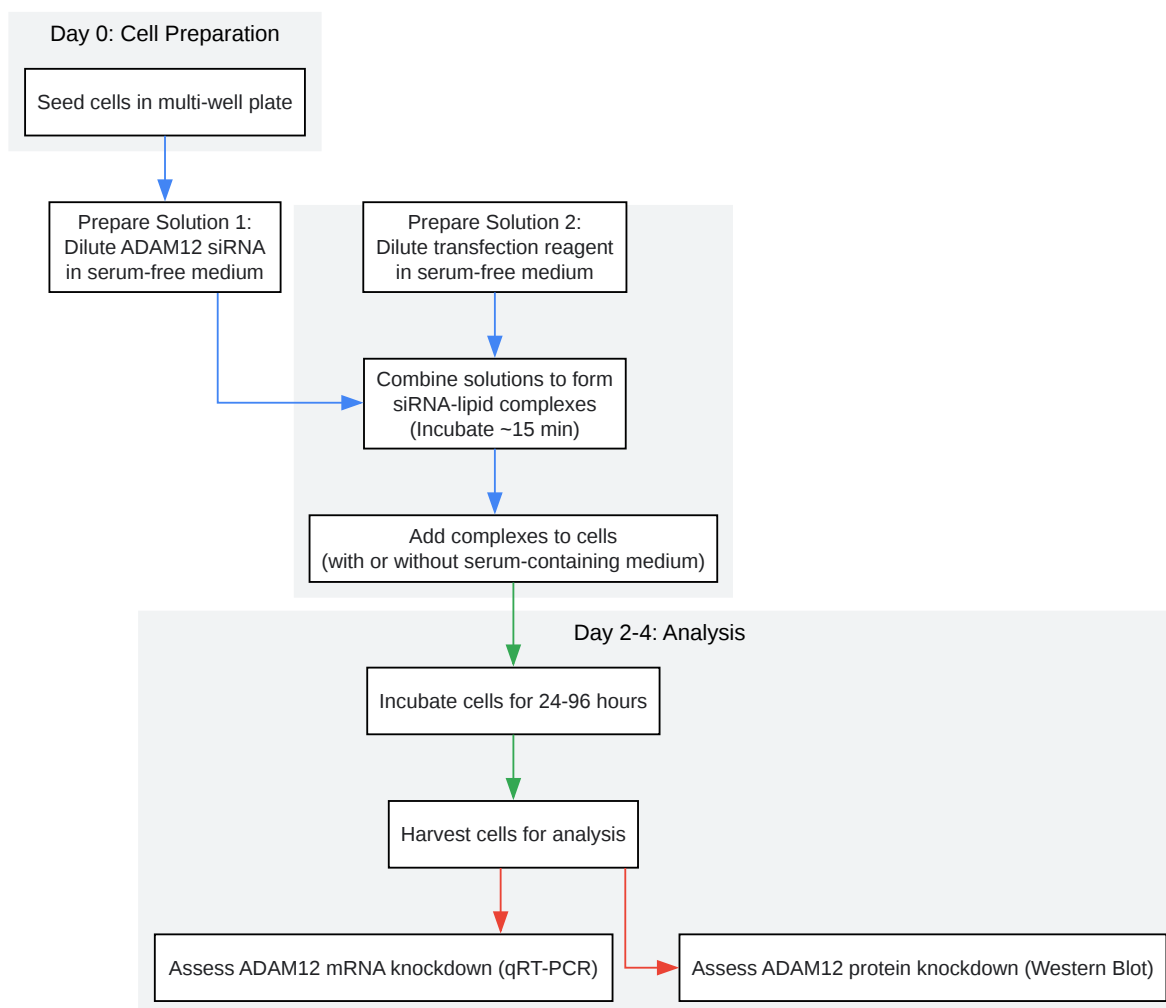 Day 0: Cell Preparation
Seed cells in multi-well plate
Prepare Solution 1:
Dilute ADAM12 siRNA
in serum-free medium
Prepare Solution 2:
Dilute transfection reagent
in serum-free medium
Combine solutions to form
siRNA-lipid complexes
(Incubate ~15 min)
Add complexes to cells
(with or without serum-containing medium)
Day 2-4: Analysis
Incubate cells for 24-96 hours
Harvest cells for analysis
Assess ADAM12 mRNA knockdown (qRT-PCR)
Assess ADAM12 protein knockdown (Western Blot)